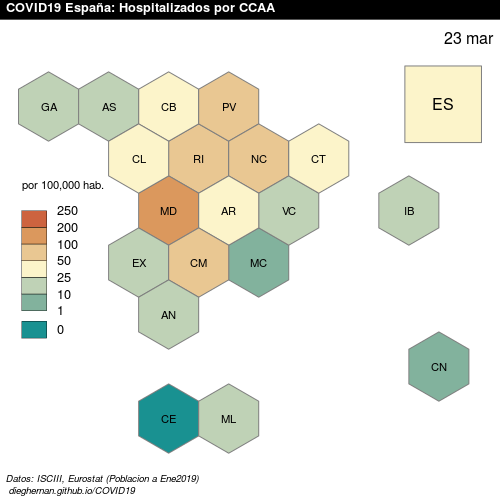 COVID19 España: Hospitalizados por CCAA
23 mar
ES
GA AS CB PV
CL RI NC CT
por 100,000 hab.
MD AR VC IB
250
200
100
50
25
10
1
0
EX CM MC
AN
CN
CE ML
Datos: ISCIII, Eurostat (Poblacion a Ene2019)
dieghernan.github.io/COVID19